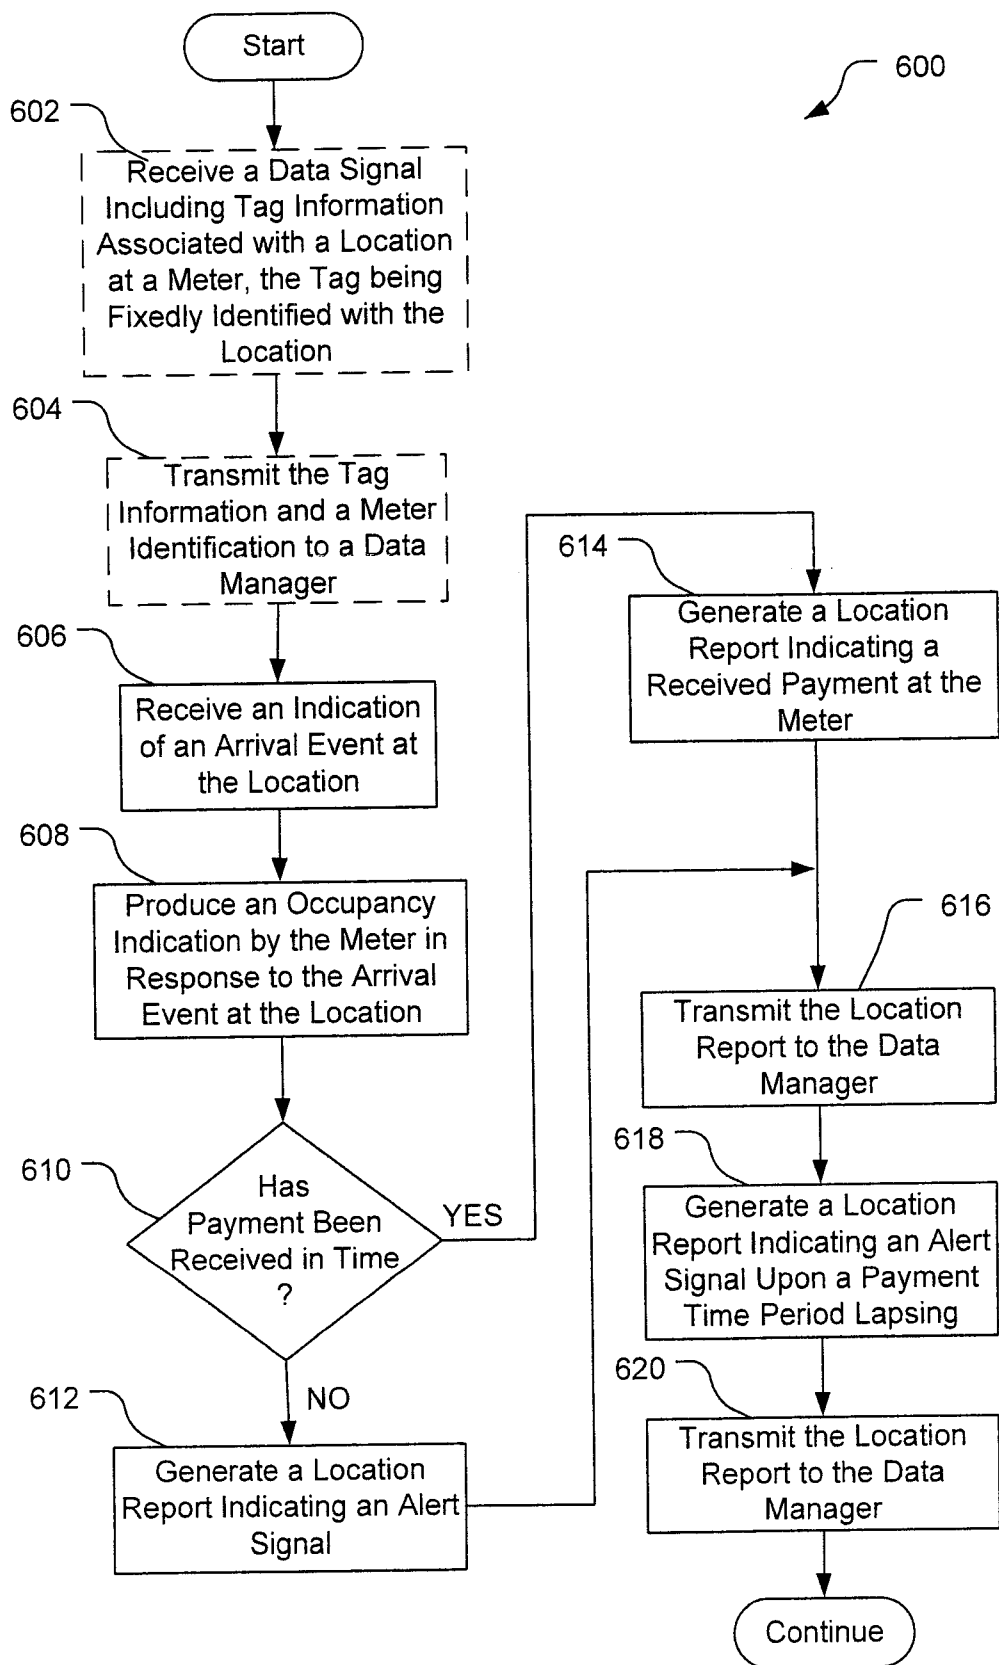 Start
600
602
Receive a Data Signal
Including Tag Information
Associated with a Location
at a Meter, the Tag being
Fixedly Identified with the
Location
604
Transmit the Tag
Information and a Meter
Identification to a Data
Manager
606
Receive an Indication
of an Arrival Event at
the Location
608
Produce an Occupancy
Indication by the Meter in
Response to the Arrival
Event at the Location
610
Has
Payment Been
Received in Time
?
YES
NO
612
Generate a Location
Report Indicating an Alert
Signal
614
Generate a Location
Report Indicating a
Received Payment at the
Meter
616
Transmit the Location
Report to the Data
Manager
618
Generate a Location
Report Indicating an Alert
Signal Upon a Payment
Time Period Lapsing
620
Transmit the Location
Report to the Data
Manager
Continue